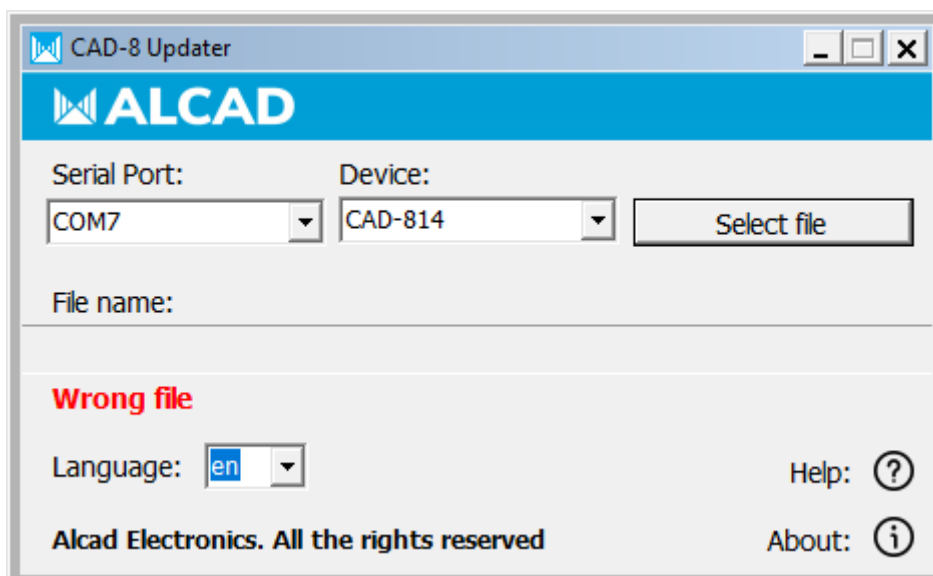 CAD-8 Updater
ALCAD
Serial Port: Device:
COM7 CAD-814 Select file
File name:
Wrong file
Language: en
Help: ?
Alcad Electronics. All the rights reserved
About: i